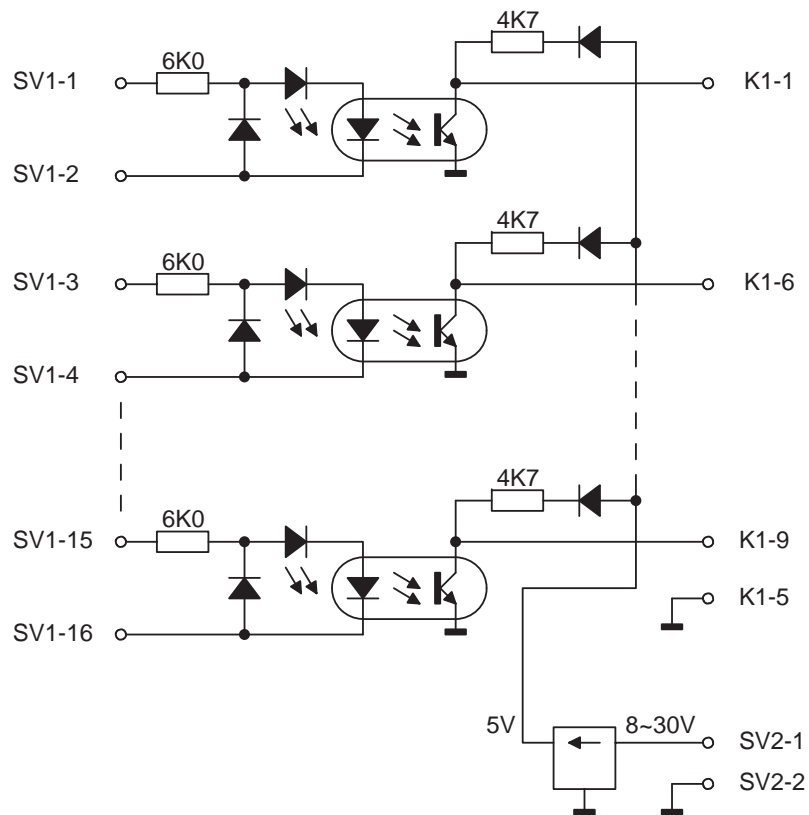 4K7
6K0
SV1-1
K1-1
SV1-2
4K7
6K0
SV1-3
K1-6
SV1-4
4K7
6K0
SV1-15
K1-9
K1-5
SV1-16
5V
8~30V
SV2-1
SV2-2